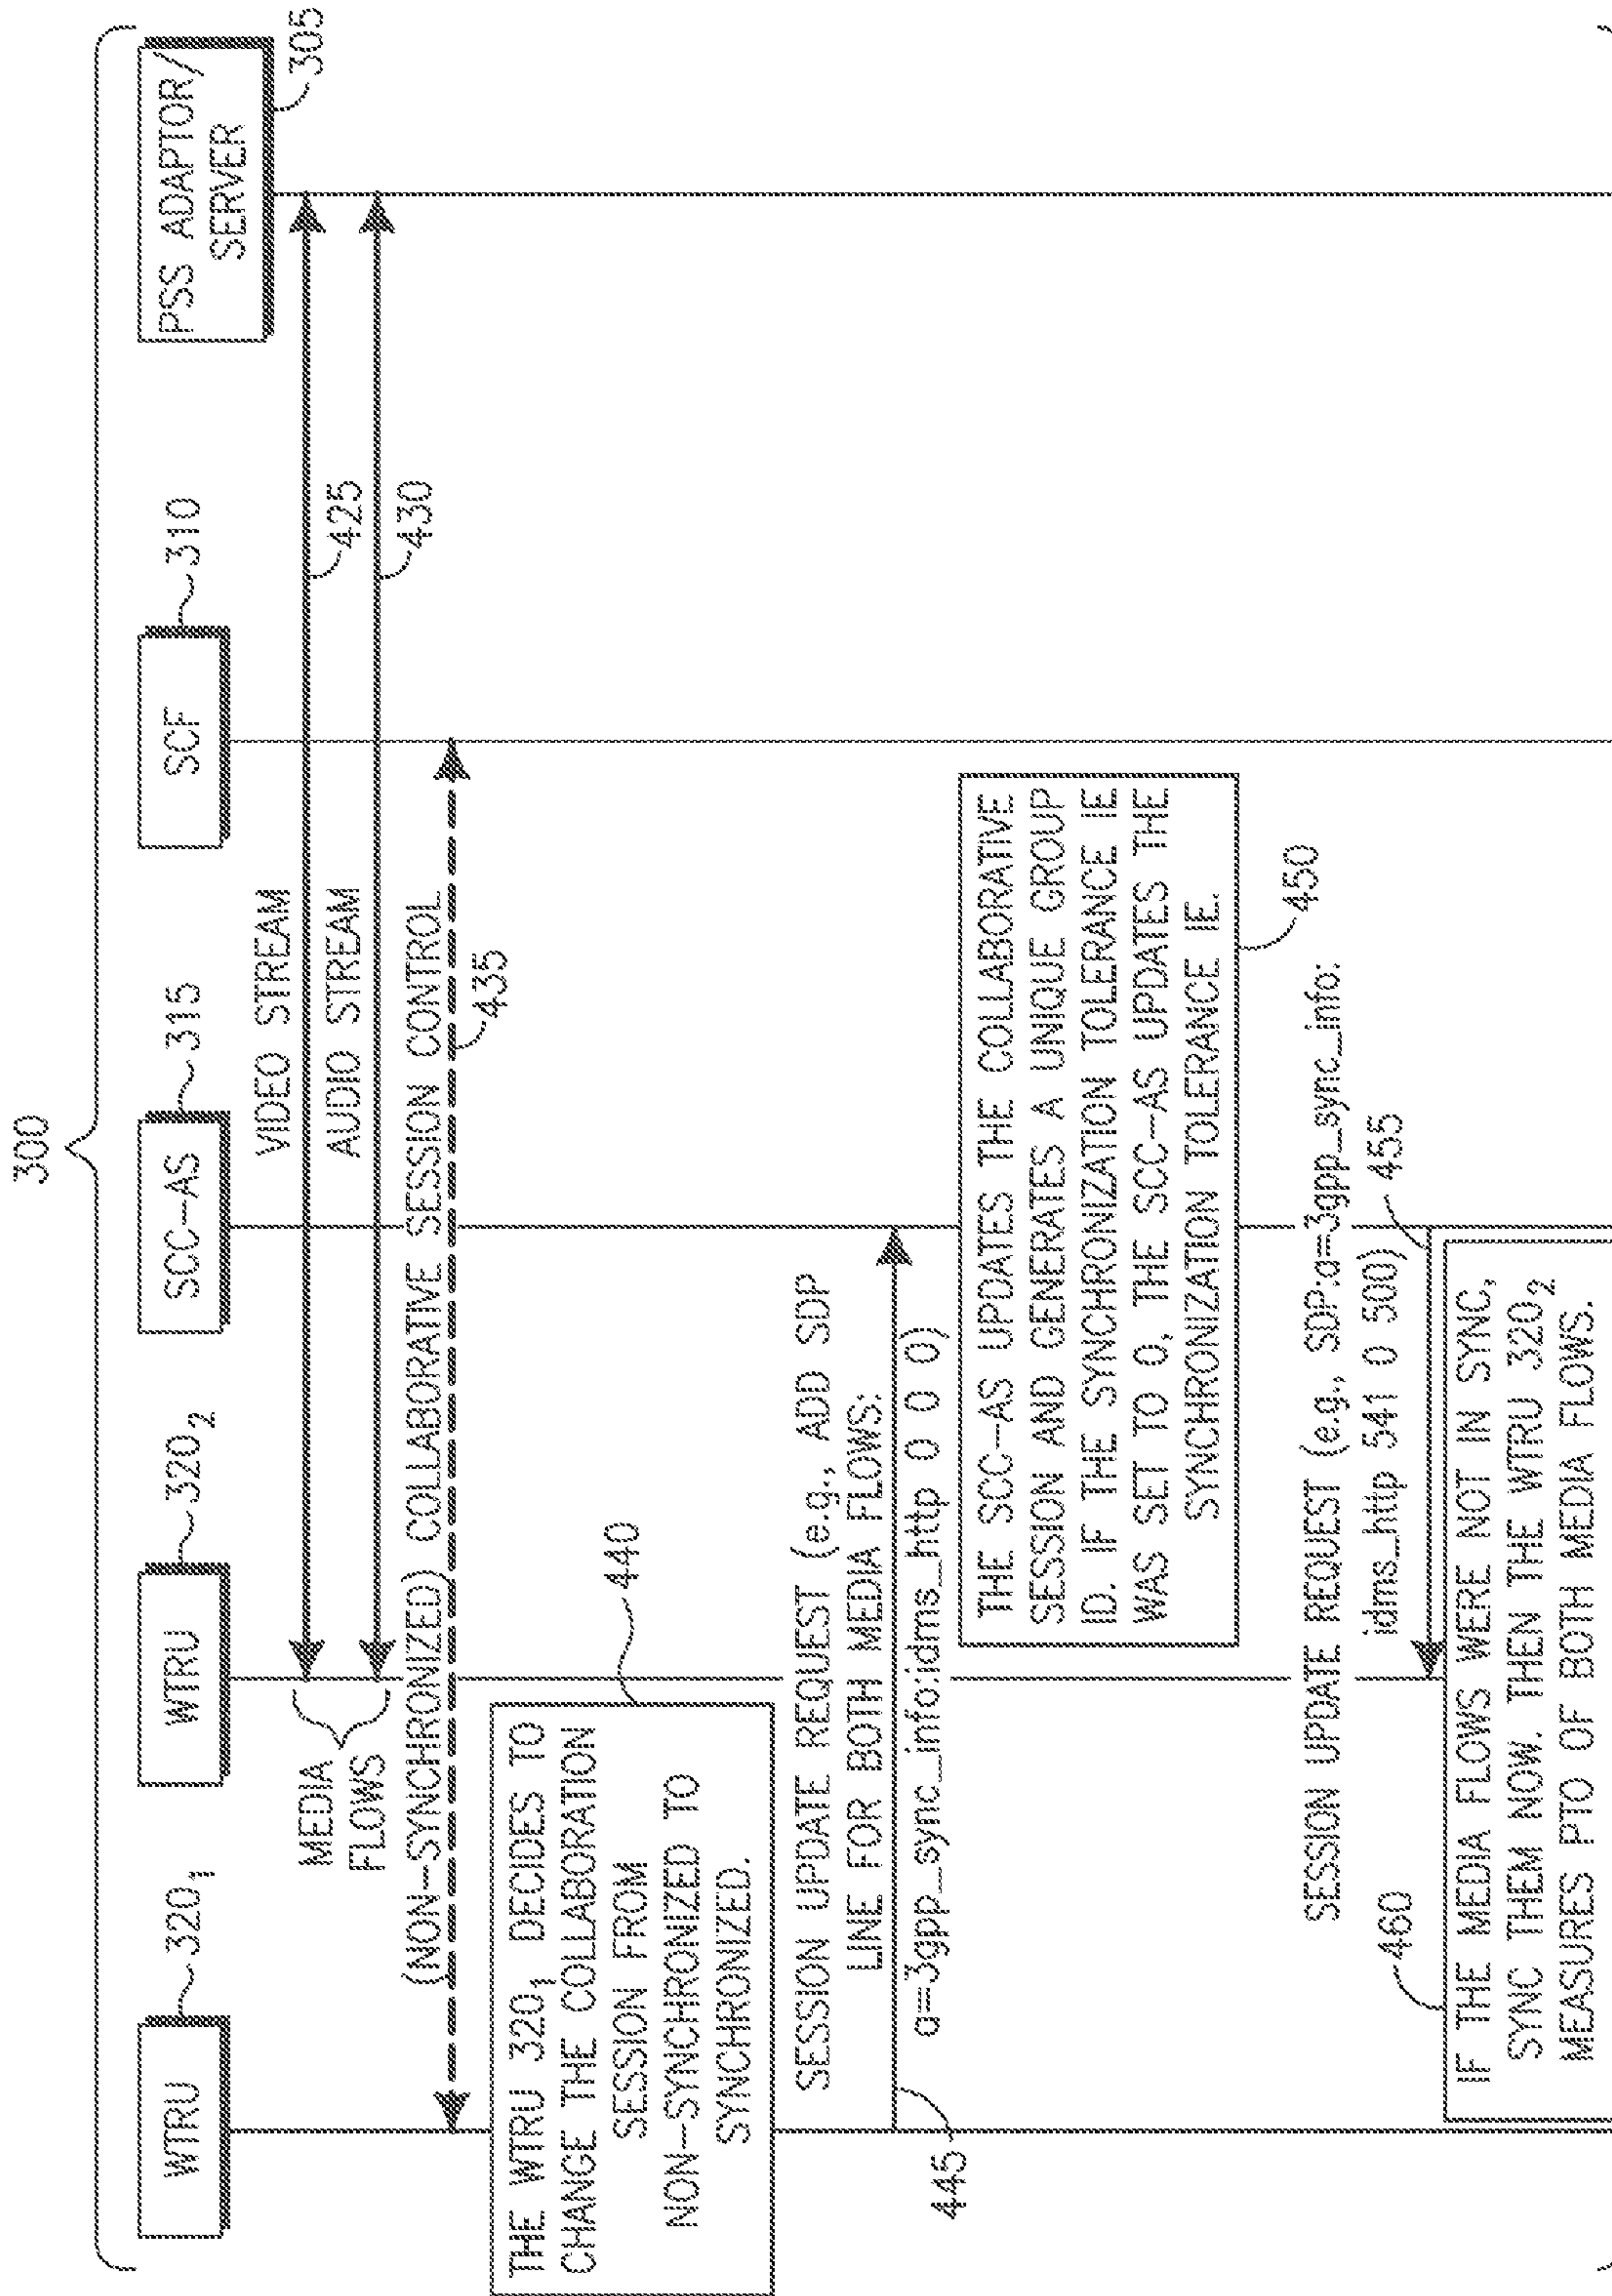 300
WTRU
320₁
WTRU
320₂
SCC-AS
315
SCF
310
PSS ADAPTOR/
SERVER
305
MEDIA
FLOWS
VIDEO STREAM
425
AUDIO STREAM
430
(NON-SYNCHRONIZED) COLLABORATIVE SESSION CONTROL
435
THE WTRU 320₁ DECIDES TO
CHANGE THE COLLABORATION
SESSION FROM
NON-SYNCHRONIZED TO
SYNCHRONIZED.
440
SESSION UPDATE REQUEST (e.g., ADD SDP
LINE FOR BOTH MEDIA FLOWS:
a=3gpp_sync_info:idms_http 0 0 0)
445
THE SCC-AS UPDATES THE COLLABORATIVE
SESSION AND GENERATES A UNIQUE GROUP
ID. IF THE SYNCHRONIZATION TOLERANCE IE
WAS SET TO 0, THE SCC-AS UPDATES THE
SYNCHRONIZATION TOLERANCE IE.
450
SESSION UPDATE REQUEST (e.g., SDP:a=3gpp_sync_info:
idms_http 541 0 500)
455
460
IF THE MEDIA FLOWS WERE NOT IN SYNC,
SYNC THEM NOW. THEN THE WTRU 320₂
MEASURES PTO OF BOTH MEDIA FLOWS.